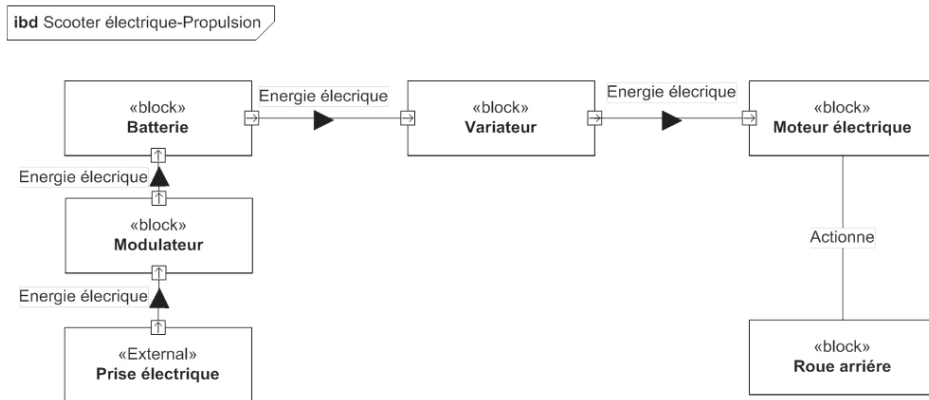 ibd Scooter électrique-Propulsion
«block»
Batterie
Energie élecrique
«block»
Variateur
Energie élecrique
«block»
Moteur électrique
Energie élecrique
«block»
Modulateur
Actionne
Energie élecrique
«External»
Prise électrique
«block»
Roue arriére